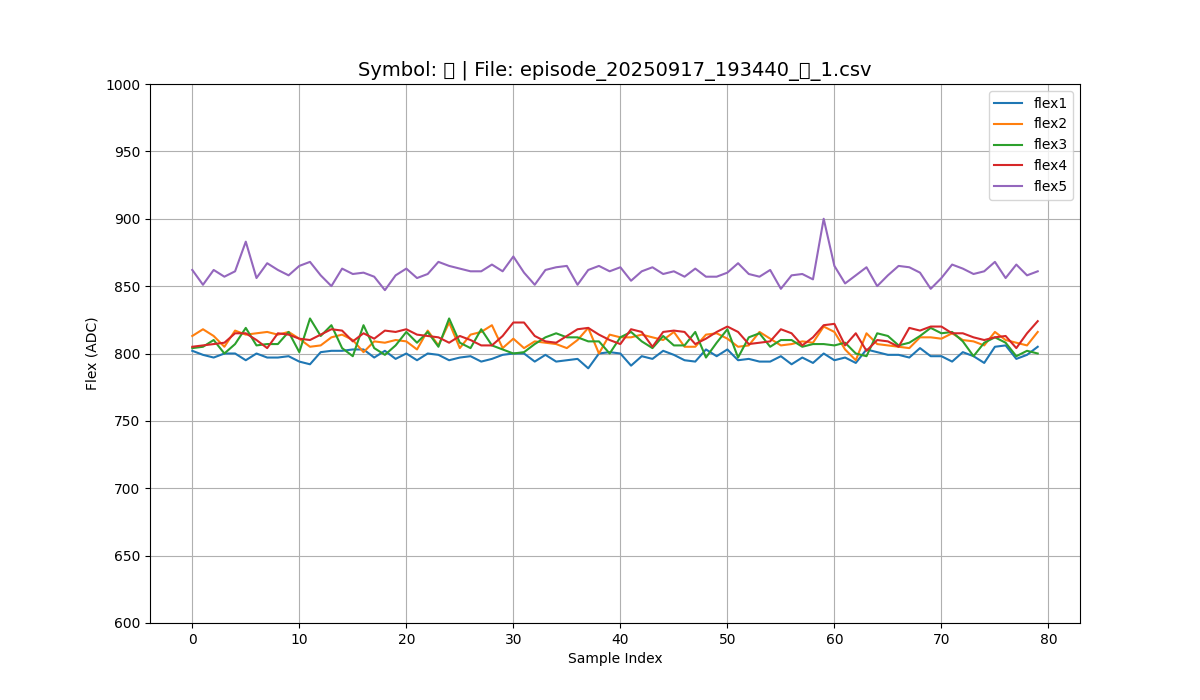 Symbol: | File: episode_20250917_193440_ _1.csv
1000
950
900
850
800
750
700
650
600
Flex (ADC)
0 10 20 30 40 50 60 70 80
Sample Index
flex1
flex2
flex3
flex4
flex5